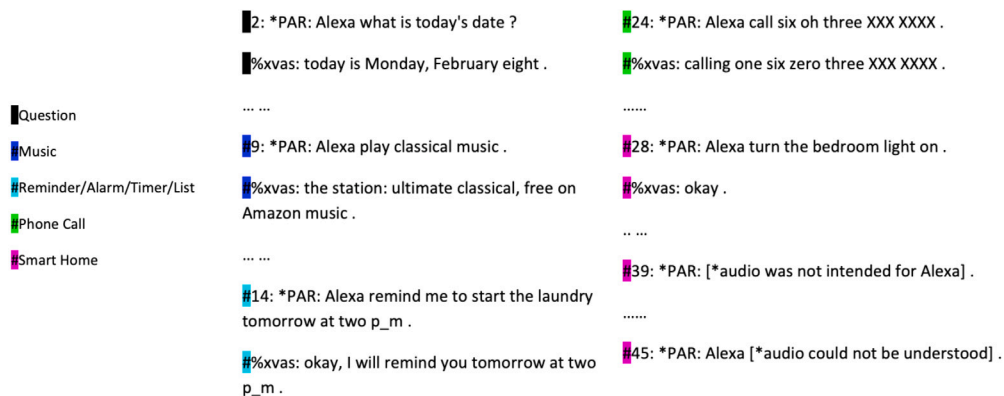 Question
#Music
#Reminder/Alarm/Timer/List
#Phone Call
#Smart Home
2: *PAR: Alexa what is today's date ?
%xvas: today is Monday, February eight .
... ...
#9: *PAR: Alexa play classical music .
#%xvas: the station: ultimate classical, free on
Amazon music .
... ...
#14: *PAR: Alexa remind me to start the laundry
tomorrow at two p_m .
#%xvas: okay, I will remind you tomorrow at two
p_m .
#24: *PAR: Alexa call six oh three XXX XXXX .
#%xvas: calling one six zero three XXX XXXX .
......
#28: *PAR: Alexa turn the bedroom light on .
#%xvas: okay .
.. ...
#39: *PAR: [*audio was not intended for Alexa] .
......
#45: *PAR: Alexa [*audio could not be understood] .